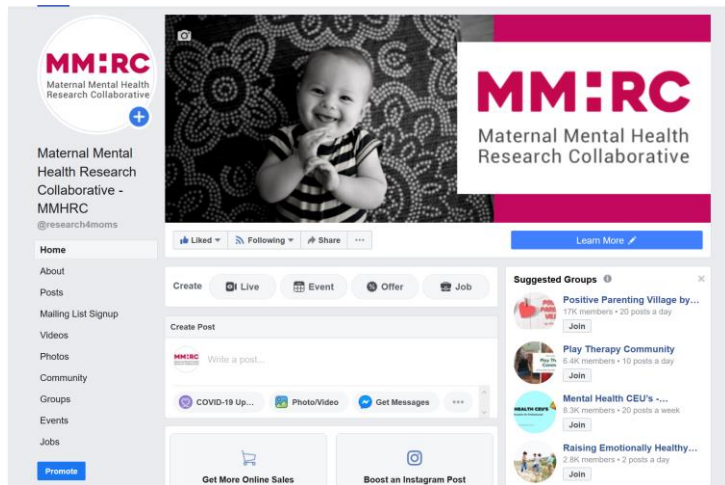 MM:RC
Maternal Mental Health
Research Collaborative
Maternal Mental
Health Research
Collaborative -
MMHRC
@research4moms
Home
About
Posts
Mailing List Signup
Videos
Photos
Community
Groups
Events
Jobs
Promote
MM:RC
Maternal Mental Health
Research Collaborative
Liked
Following
Share
Learn More
Create
Live
Event
Offer
Job
Create Post
MM:RC
Write a post...
COVID-19 Up...
Photo/Video
Get Messages
Get More Online Sales
Boost an Instagram Post
Suggested Groups
Positive Parenting Village by...
17K members • 20 posts a day
Join
Play Therapy Community
6.4K members • 10 posts a day
Join
HEALTH CEU'S
Mental Health CEU's -...
8.3K members • 20 posts a week
Join
Raising Emotionally Healthy...
2.8K members • 2 posts a day
Join